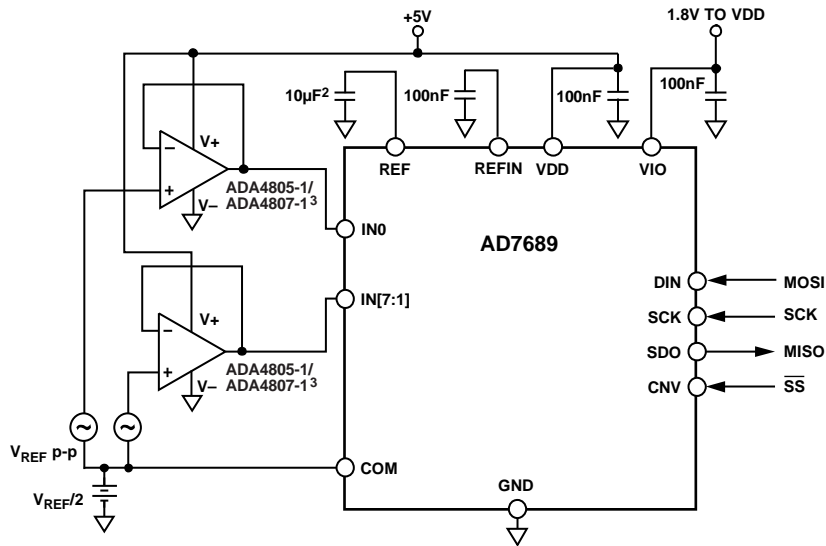 +5V
1.8V TO VDD
10µF²
100nF
100nF
100nF
V+
−
+
V−
ADA4805-1/
ADA4807-1³
REF
REFIN
VDD
VIO
IN0
AD7689
IN[7:1]
DIN
MOSI
SCK
SCK
V+
−
+
V−
ADA4805-1/
ADA4807-1³
SDO
MISO
CNV
S̅S̅
~
~
VREF p-p
COM
VREF/2
GND